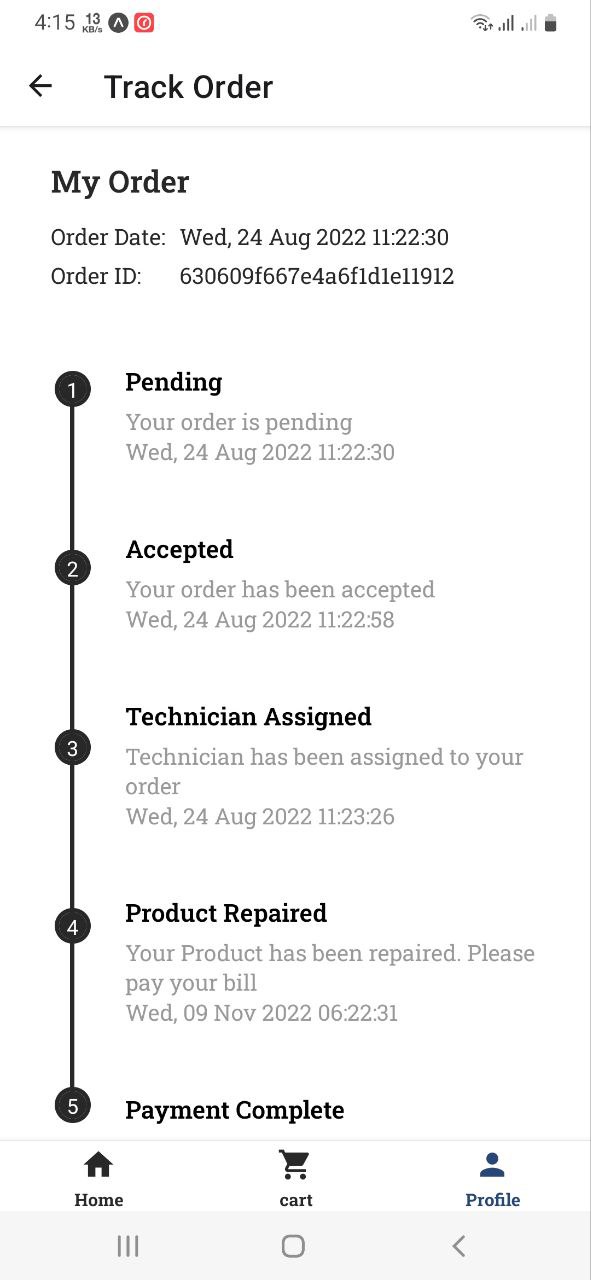 4:15 13 KB/s
Track Order
My Order
Order Date: Wed, 24 Aug 2022 11:22:30
Order ID: 630609f667e4a6f1d1e11912
1 Pending
Your order is pending
Wed, 24 Aug 2022 11:22:30
2 Accepted
Your order has been accepted
Wed, 24 Aug 2022 11:22:58
3 Technician Assigned
Technician has been assigned to your
order
Wed, 24 Aug 2022 11:23:26
4 Product Repaired
Your Product has been repaired. Please
pay your bill
Wed, 09 Nov 2022 06:22:31
5 Payment Complete
Home cart Profile